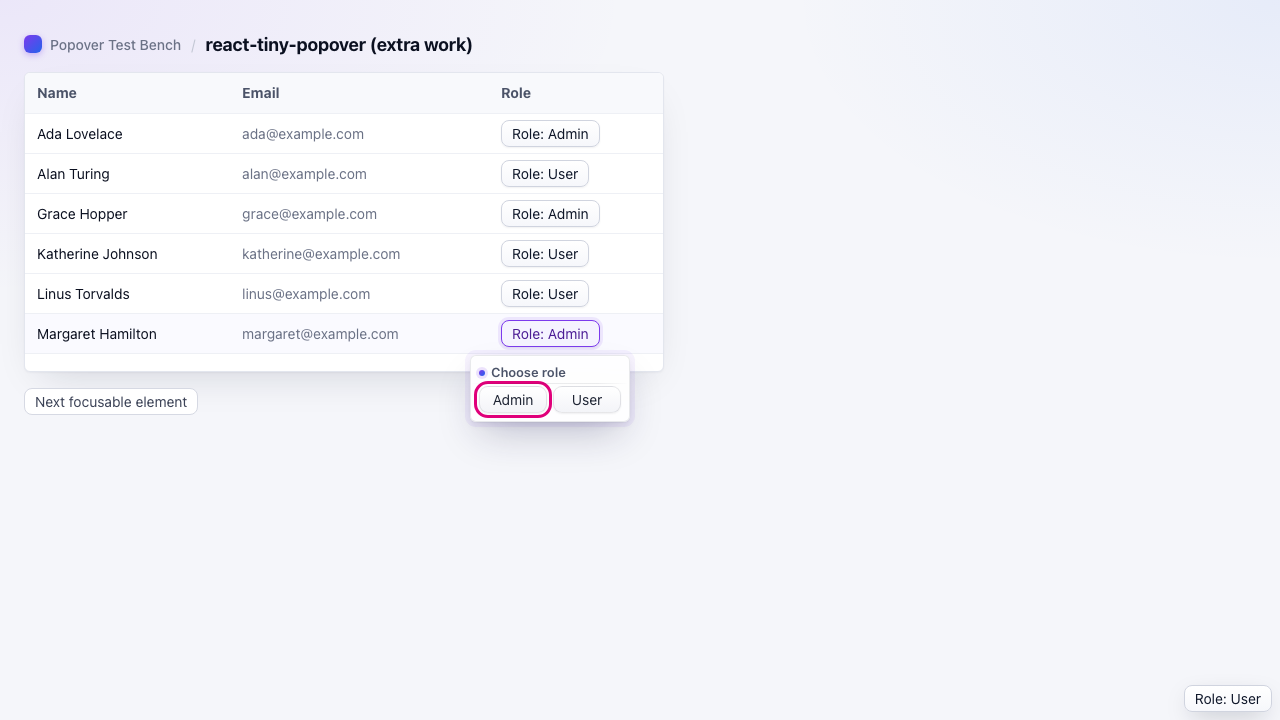 Popover Test Bench / react-tiny-popover (extra work)
Name Email Role
Ada Lovelace ada@example.com Role: Admin
Alan Turing alan@example.com Role: User
Grace Hopper grace@example.com Role: Admin
Katherine Johnson katherine@example.com Role: User
Linus Torvalds linus@example.com Role: User
Margaret Hamilton margaret@example.com Role: Admin
Choose role
Admin User
Next focusable element
Role: User